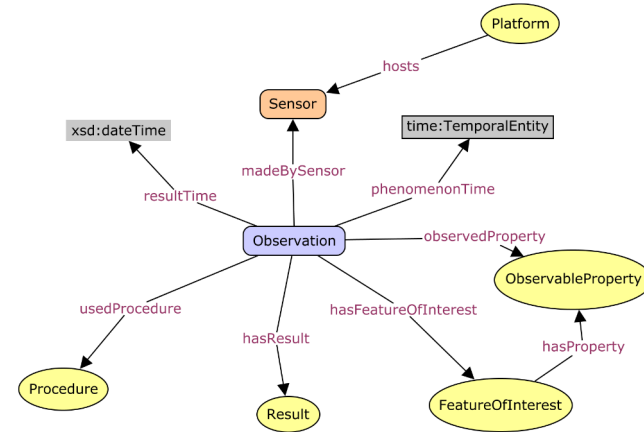 Platform
hosts
Sensor
xsd:dateTime
time:TemporalEntity
madeBySensor
phenomenonTime
resultTime
Observation
observedProperty
ObservableProperty
usedProcedure
hasFeatureOfInterest
hasResult
hasProperty
Procedure
FeatureOfInterest
Result